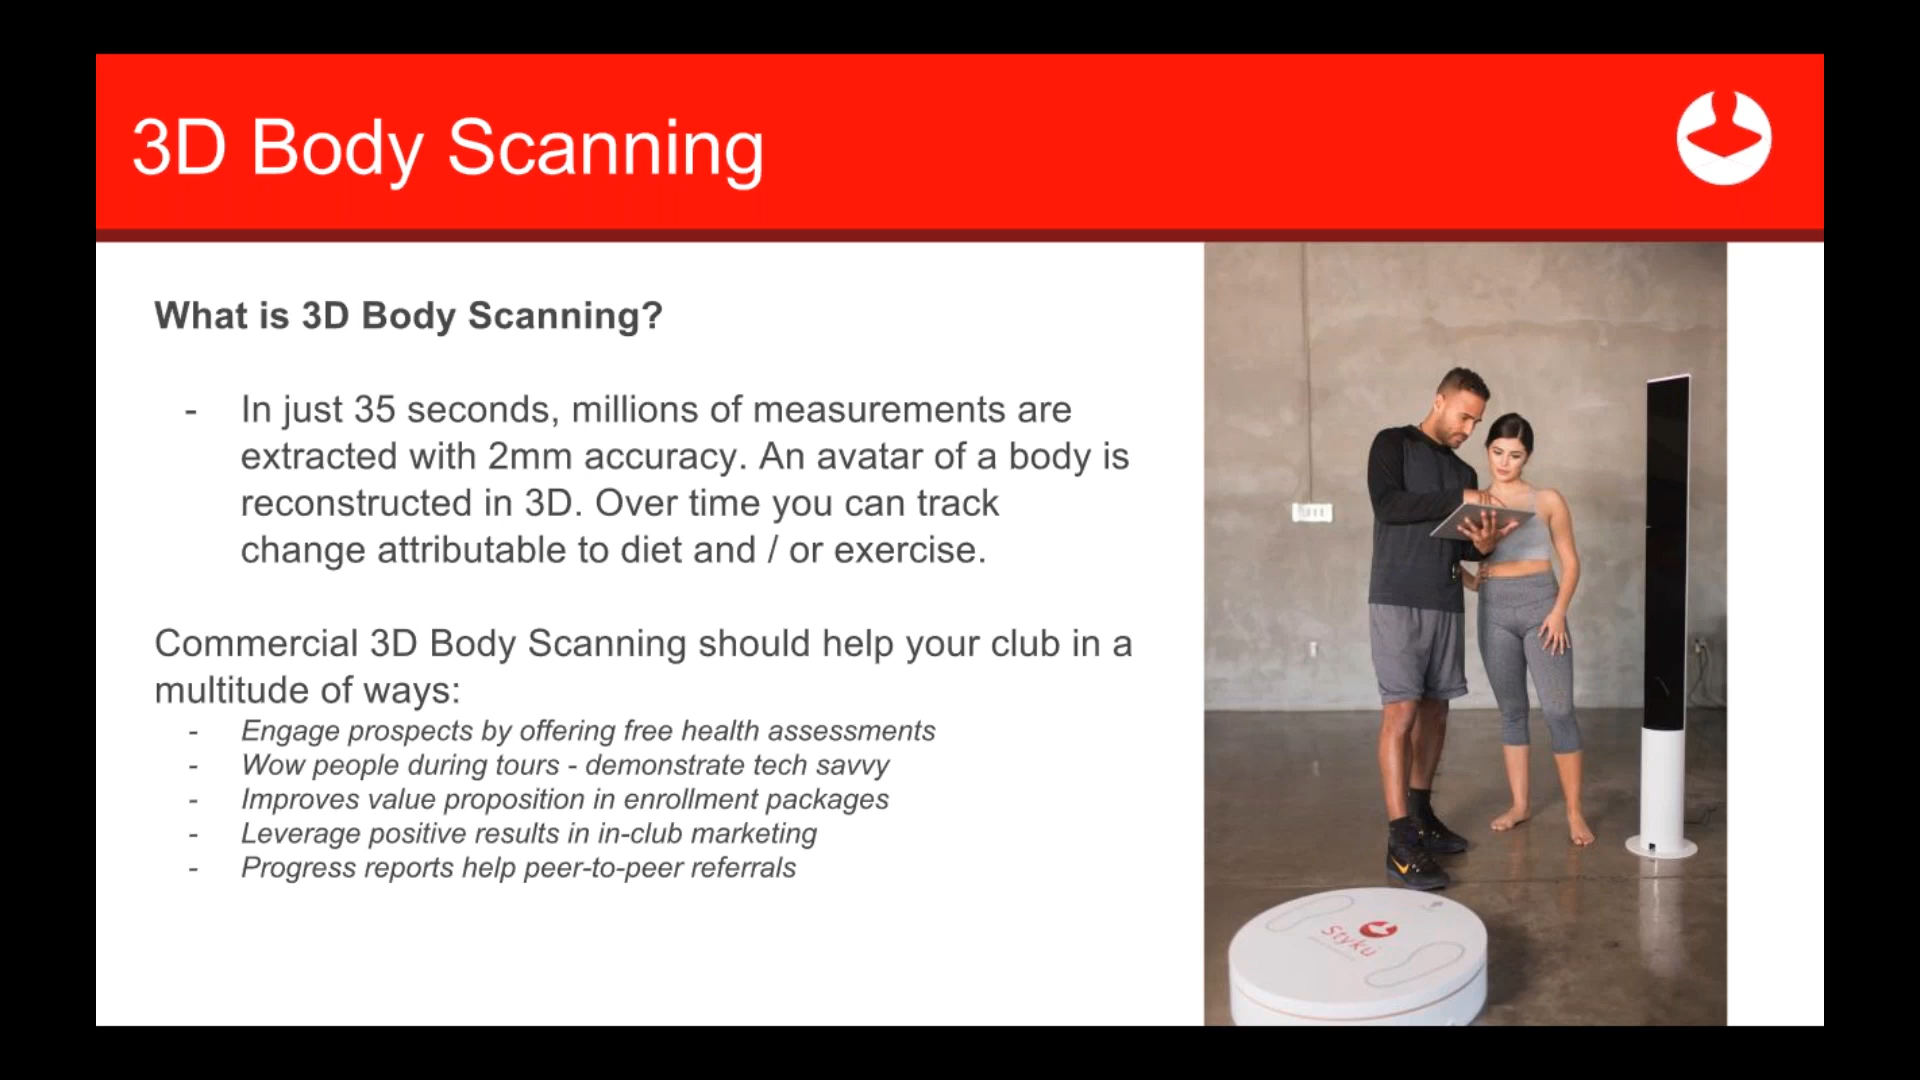 3D Body Scanning
What is 3D Body Scanning?
- In just 35 seconds, millions of measurements are
extracted with 2mm accuracy. An avatar of a body is
reconstructed in 3D. Over time you can track
change attributable to diet and / or exercise.
Commercial 3D Body Scanning should help your club in a
multitude of ways:
- Engage prospects by offering free health assessments
- Wow people during tours - demonstrate tech savvy
- Improves value proposition in enrollment packages
- Leverage positive results in in-club marketing
- Progress reports help peer-to-peer referrals
Styku